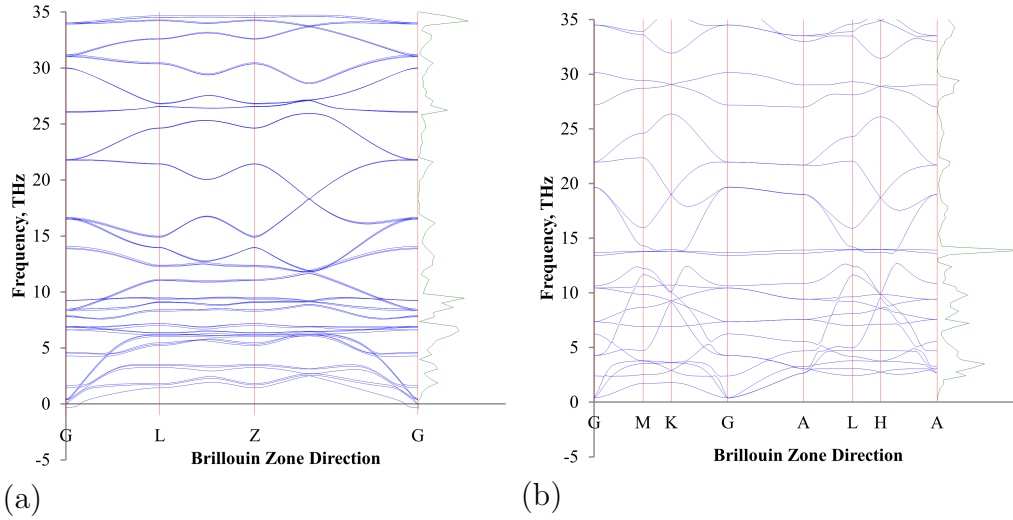 35
30
25
20
15
10
5
0
-5
Frequency, THz
G L Z G
Brillouin Zone Direction
(a)
35
30
25
20
15
10
5
0
-5
Frequency, THz
G M K G A L H A
Brillouin Zone Direction
(b)